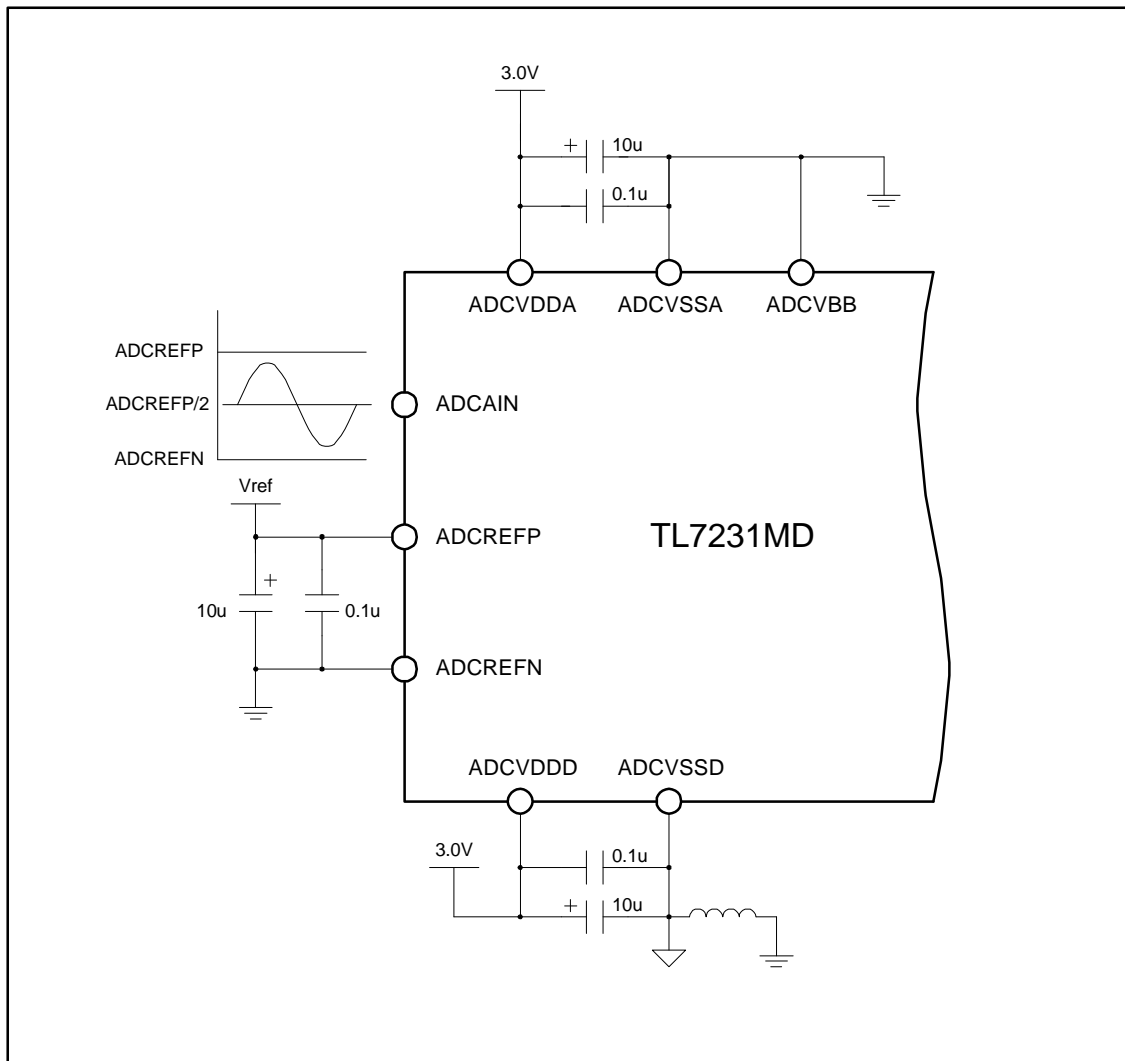 3.0V
+ 10u
0.1u
ADCVDDA ADCVSSA ADCVBB
ADCREFP
ADCREFP/2
ADCREFN
ADCAIN
Vref
ADCREFP
TL7231MD
+
10u
0.1u
ADCREFN
ADCVDDD ADCVSSD
3.0V
0.1u
+ 10u